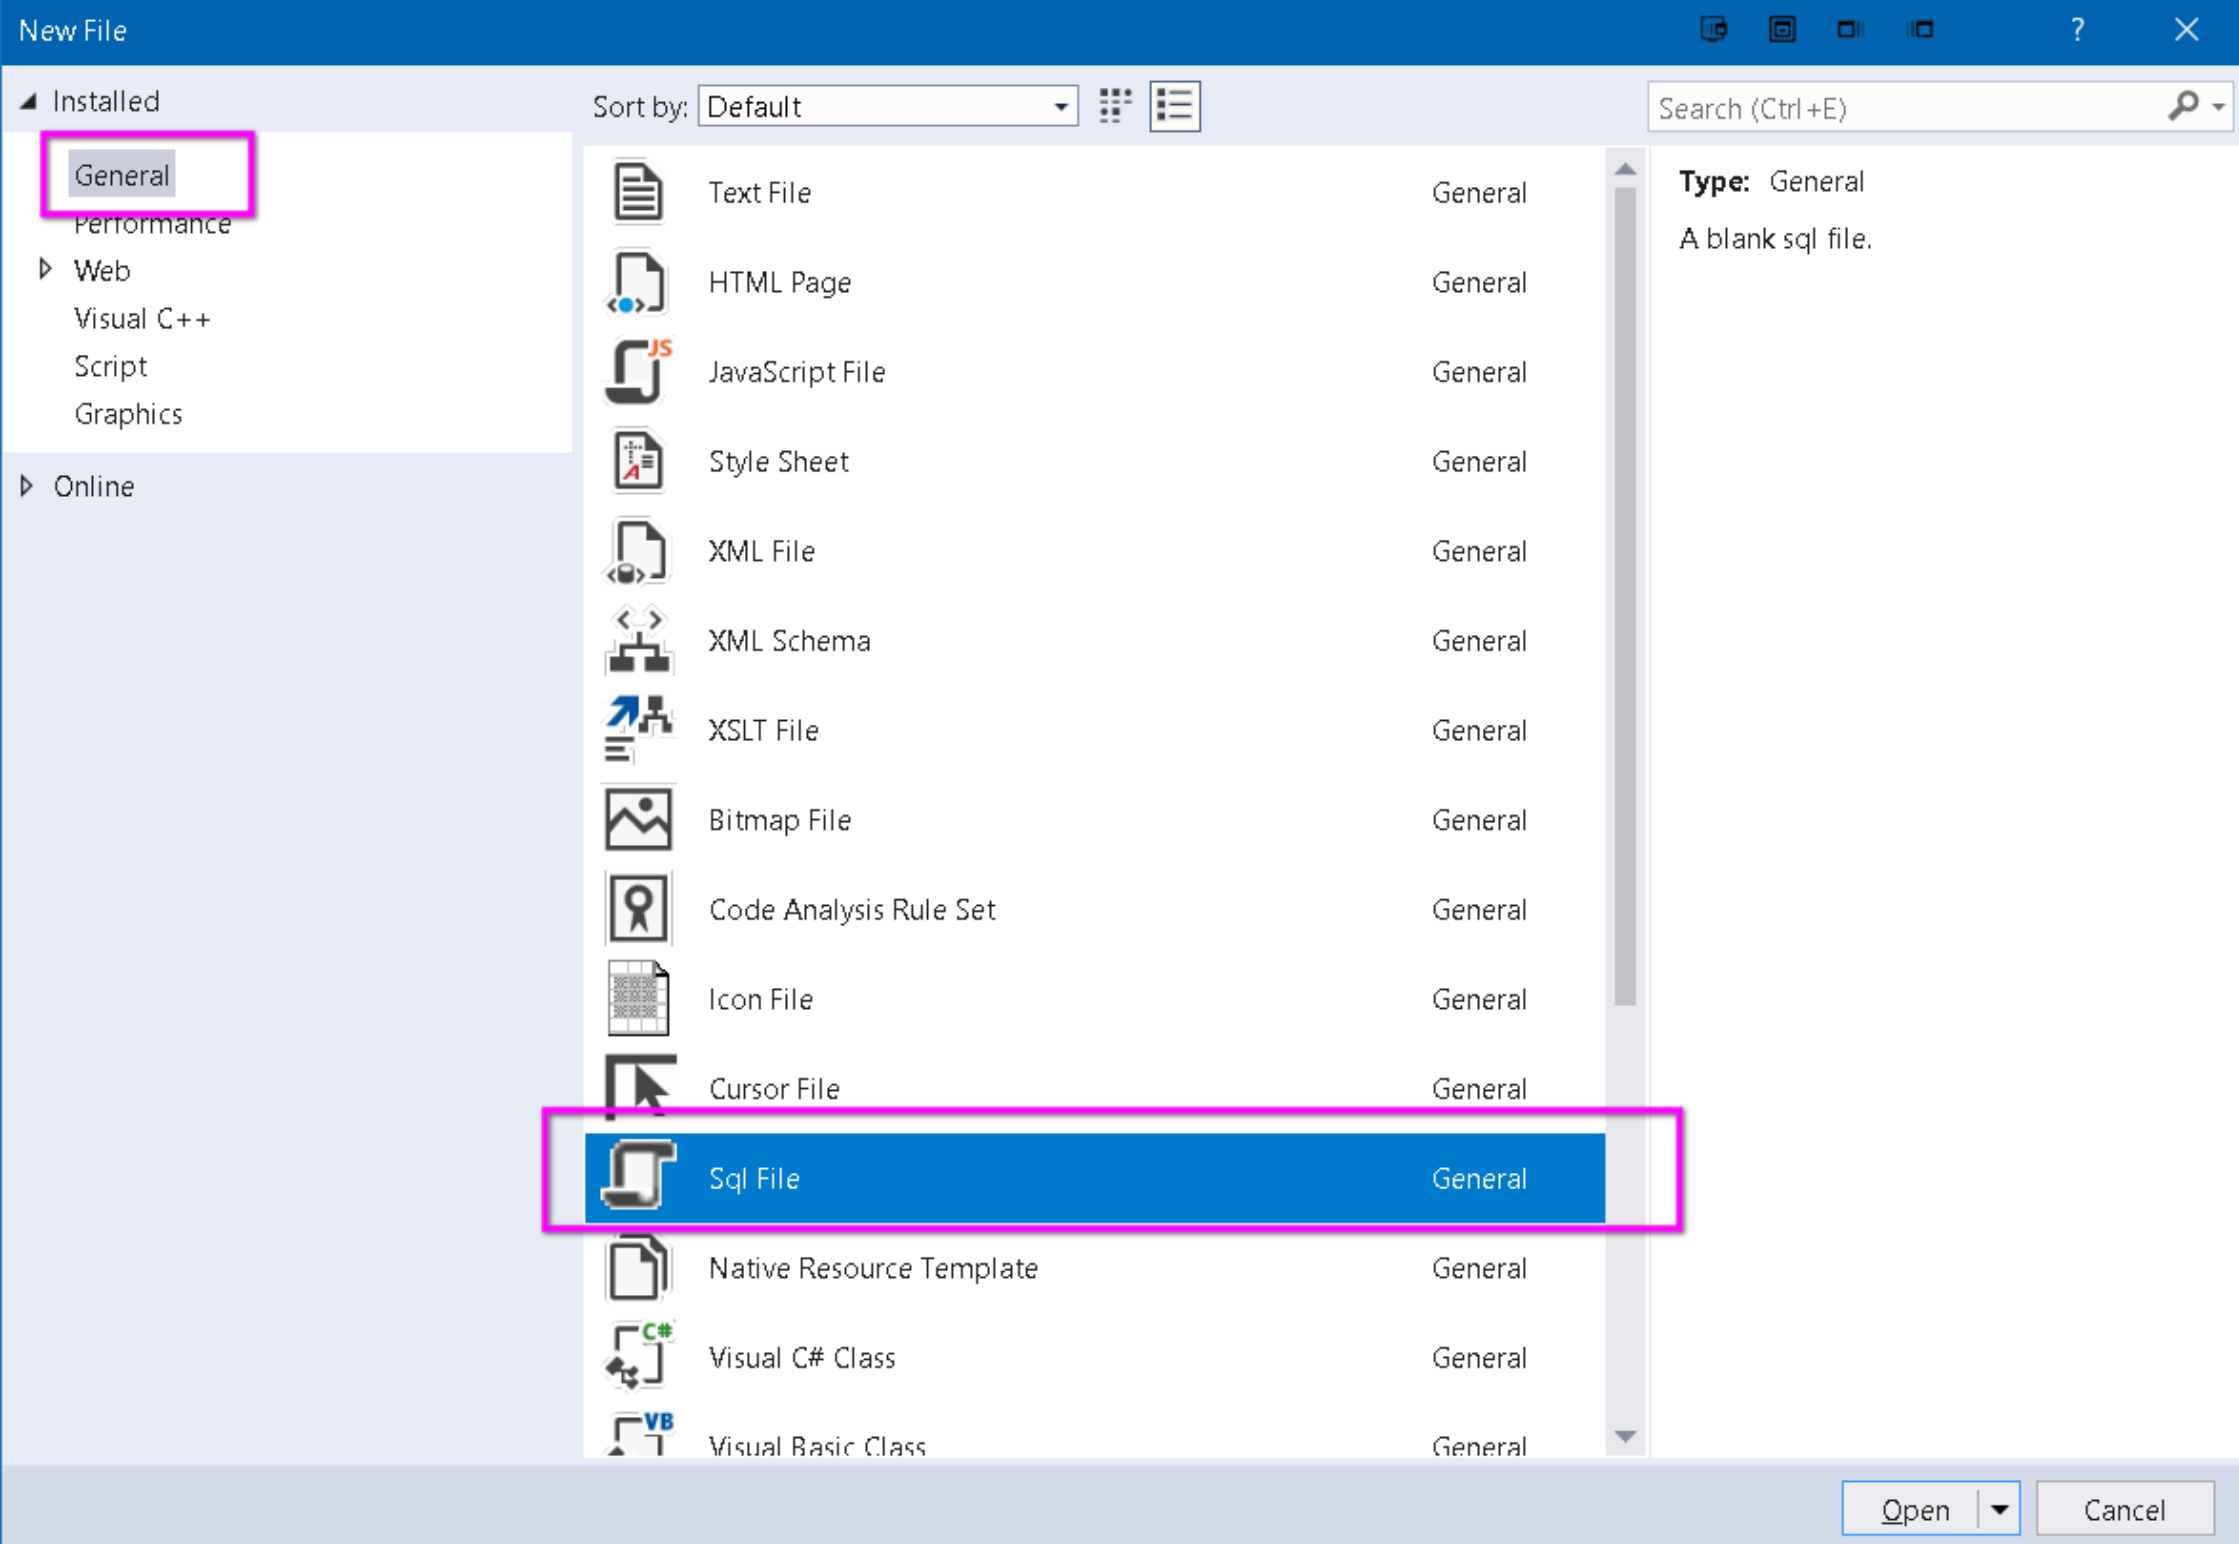 New File
?
Installed
General
Performance
Web
Visual C++
Script
Graphics
Online
Sort by: Default
Search (Ctrl+E)
Text File General
HTML Page General
JS
JavaScript File General
Style Sheet General
XML File General
XML Schema General
XSLT File General
Bitmap File General
Code Analysis Rule Set General
Icon File General
Cursor File General
Sql File General
Native Resource Template General
C#
Visual C# Class General
VB
Visual Basic Class General
Type: General
A blank sql file.
Open
Cancel